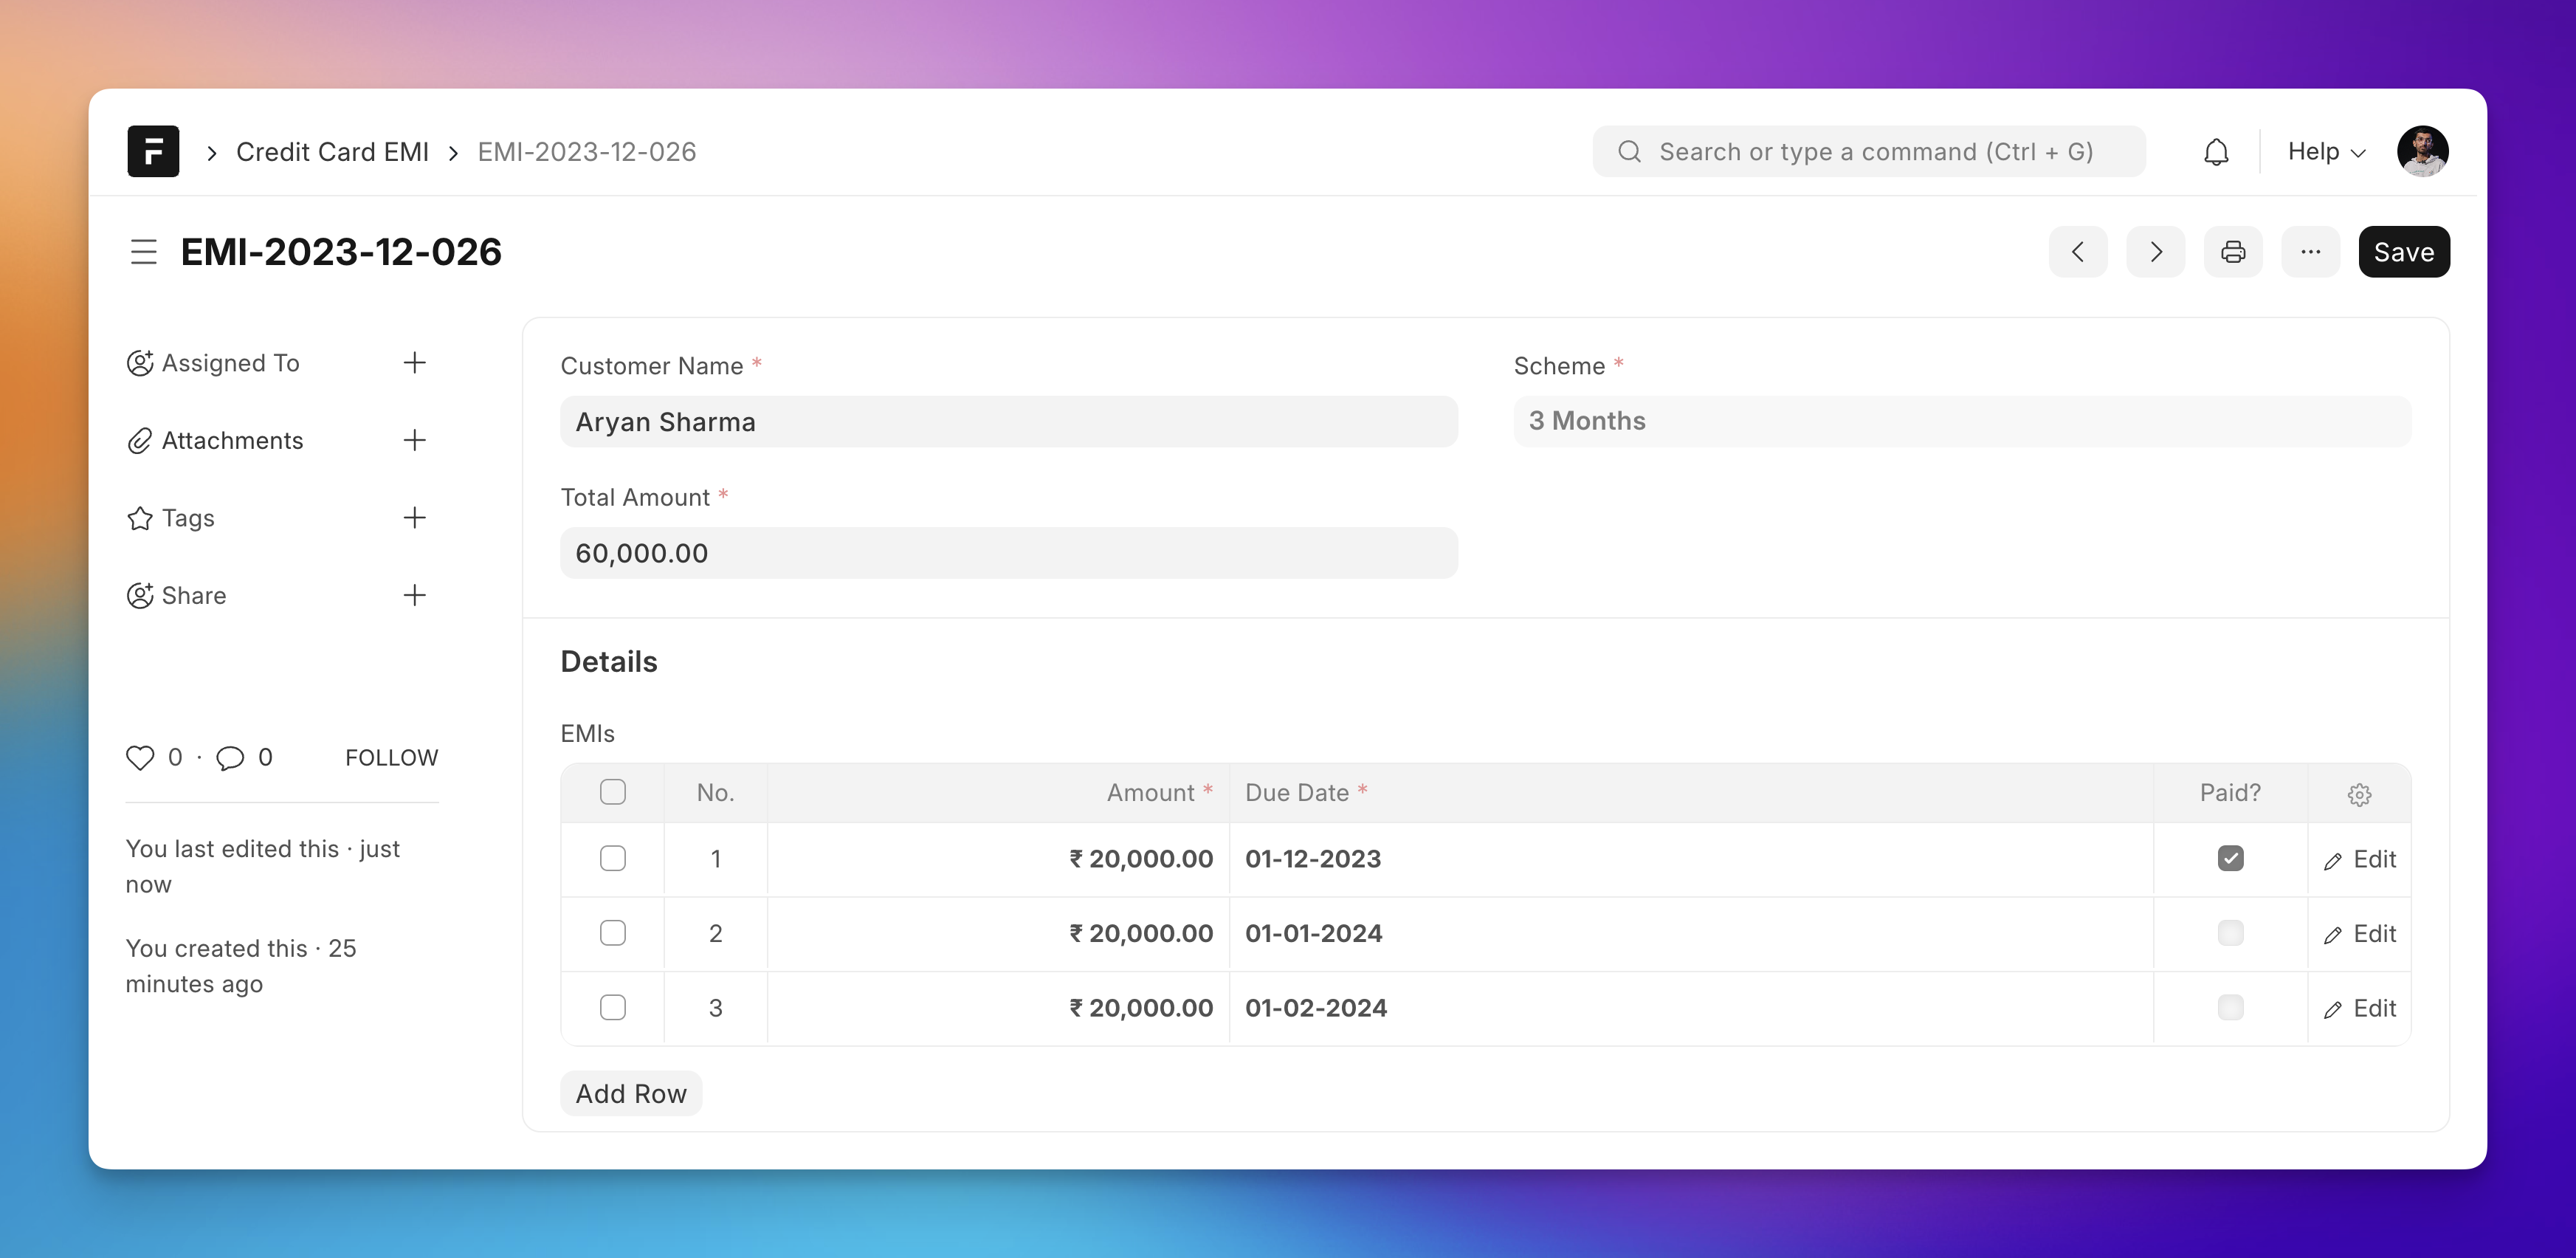 F
Credit Card EMI
EMI-2023-12-026
Search or type a command (Ctrl + G)
Help
EMI-2023-12-026
Save
Assigned To
Attachments
Tags
Share
0 · 0 FOLLOW
You last edited this · just
now
You created this · 25
minutes ago
Customer Name *
Aryan Sharma
Scheme *
3 Months
Total Amount *
60,000.00
Details
EMIs
No. Amount * Due Date * Paid?
1 ₹ 20,000.00 01-12-2023 Edit
2 ₹ 20,000.00 01-01-2024 Edit
3 ₹ 20,000.00 01-02-2024 Edit
Add Row